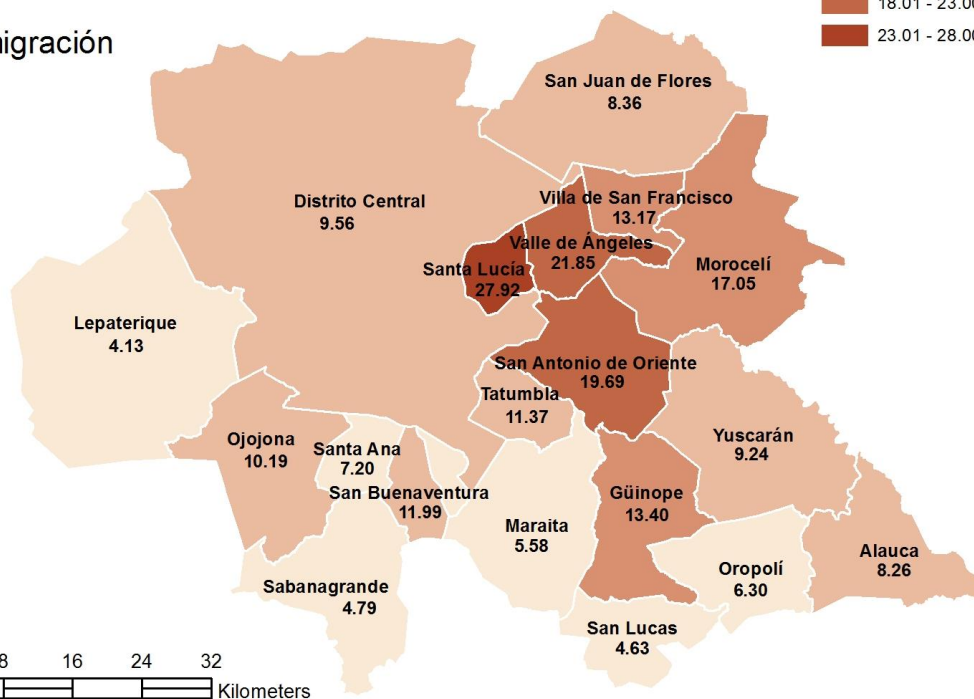 18.01 - 23.00
23.01 - 28.00
San Juan de Flores
8.36
Distrito Central
9.56
Villa de San Francisco
13.17
Valle de Ángeles
21.85
Santa Lucía
27.92
Morocelí
17.05
Lepaterique
4.13
San Antonio de Oriente
19.69
Tatumbla
11.37
Yuscarán
9.24
Ojojona
10.19
Santa Ana
7.20
San Buenaventura
11.99
Güinope
13.40
Maraita
5.58
Alauca
8.26
Oropolí
6.30
Sabanagrande
4.79
San Lucas
4.63
8 16 24 32
Kilometers